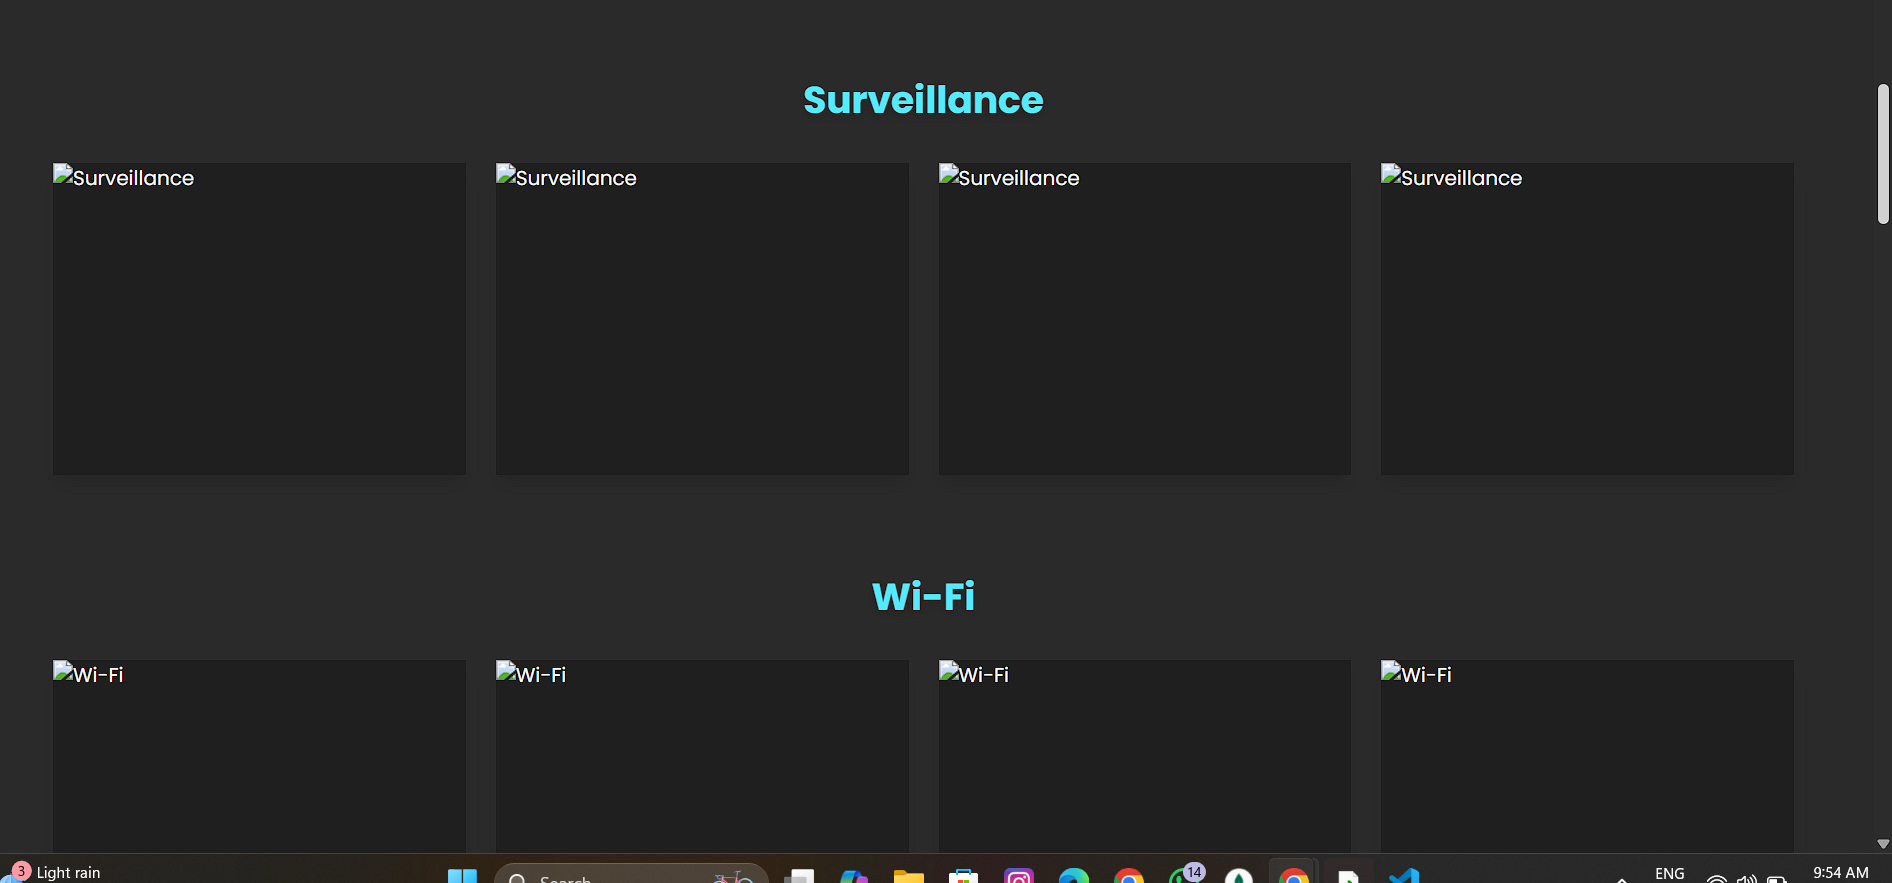 Surveillance
Surveillance Surveillance Surveillance Surveillance
Wi-Fi
Wi-Fi Wi-Fi Wi-Fi Wi-Fi
3 Light rain
Search
14
ENG
9:54 AM